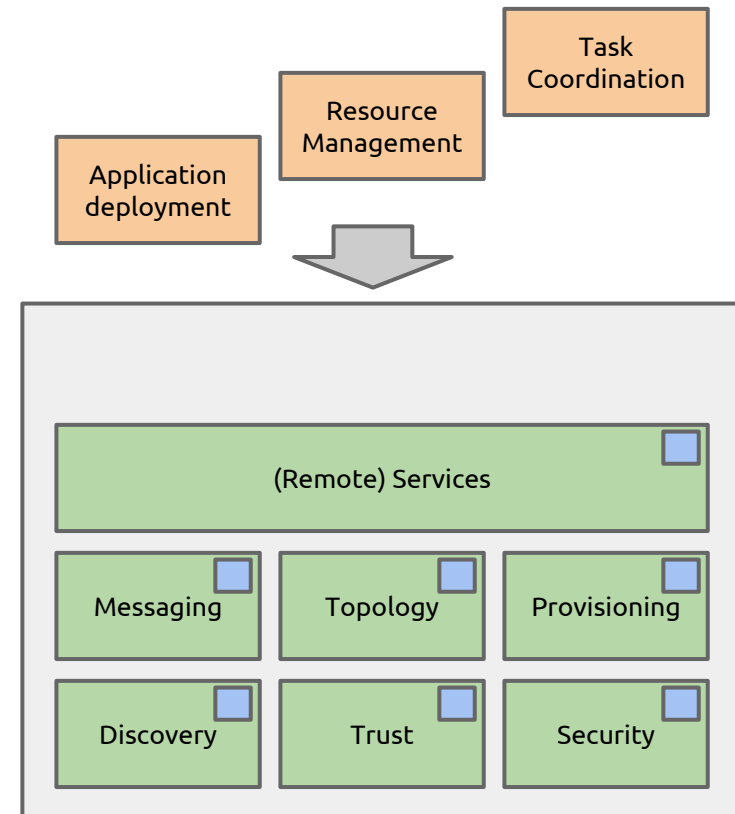 Task
Coordination
Resource
Management
Application
deployment
(Remote) Services
Messaging
Topology
Provisioning
Discovery
Trust
Security